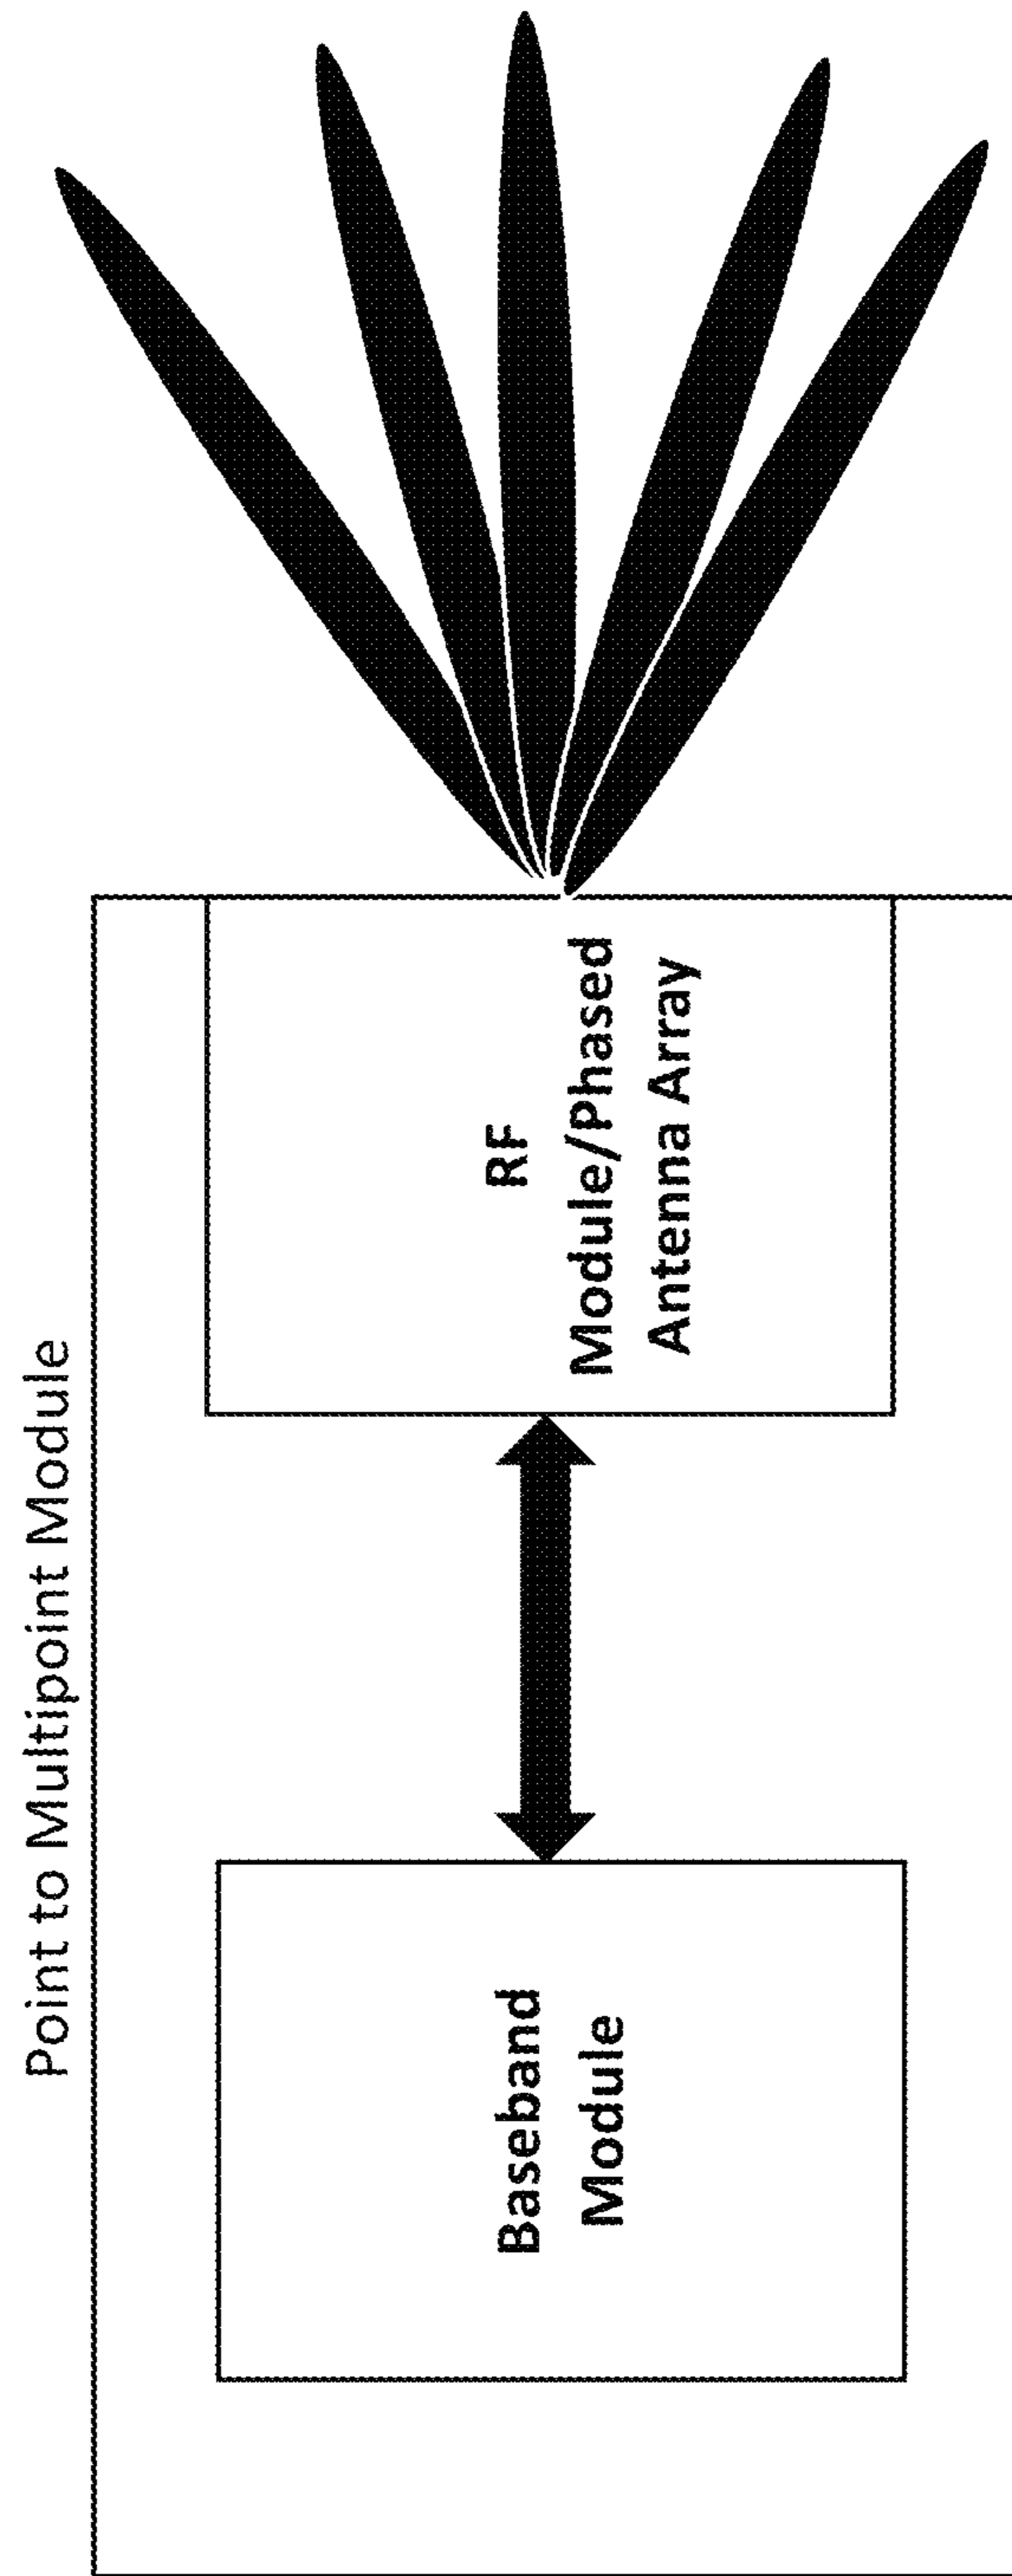 Point to Multipoint Module
Baseband
Module
RF
Module/Phased
Antenna Array